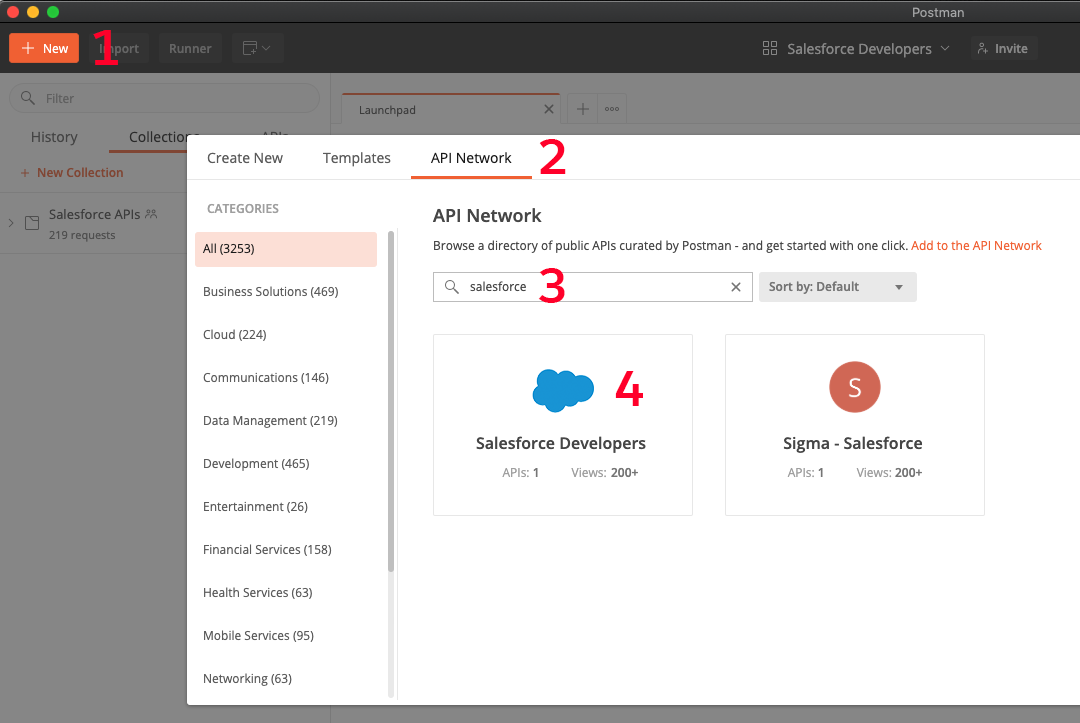 Postman
New
1
Import
Runner
Salesforce Developers
Invite
Filter
Launchpad
History
Collections
APIs
New Collection
Salesforce APIs
219 requests
Create New
Templates
API Network
2
CATEGORIES
All (3253)
Business Solutions (469)
Cloud (224)
Communications (146)
Data Management (219)
Development (465)
Entertainment (26)
Financial Services (158)
Health Services (63)
Mobile Services (95)
Networking (63)
API Network
Browse a directory of public APIs curated by Postman - and get started with one click. Add to the API Network
salesforce
3
Sort by: Default
4
Salesforce Developers
APIs: 1 Views: 200+
S
Sigma - Salesforce
APIs: 1 Views: 200+